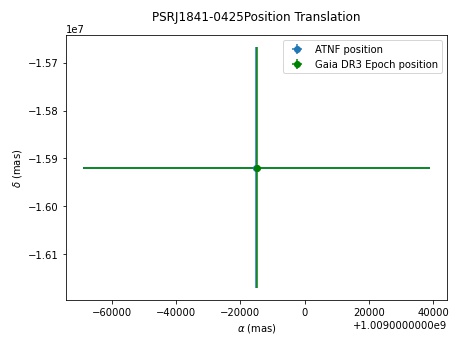 PSRJ1841-0425Position Translation
1e7
ATNF position
Gaia DR3 Epoch position
−1.57
−1.58
−1.59
−1.60
−1.61
δ (mas)
−60000 −40000 −20000 0 20000 40000
+1.0090000000e9
α (mas)